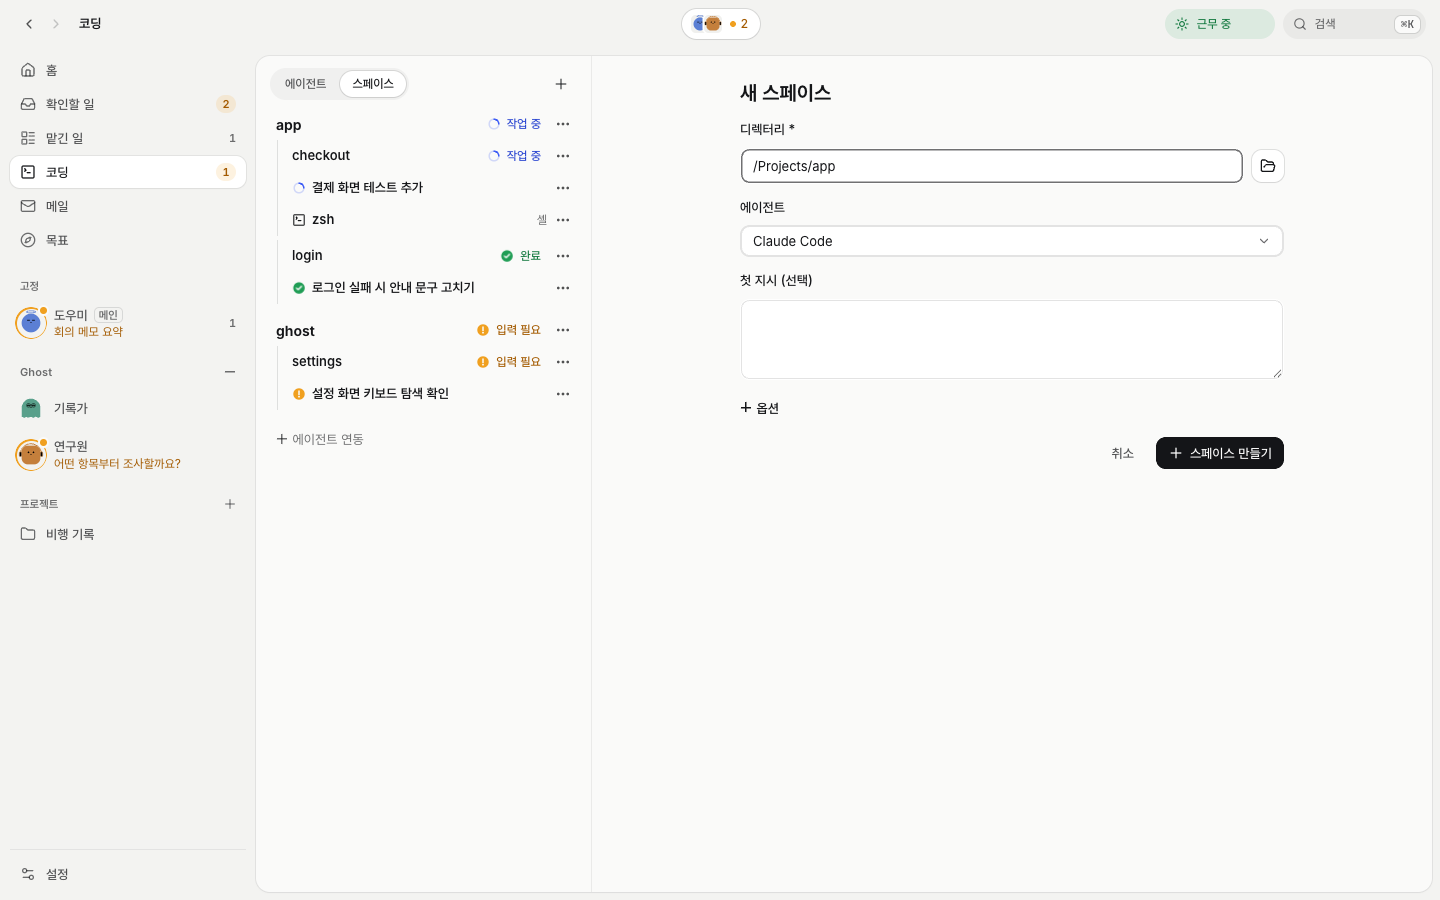 코딩
2
근무 중
검색
⌘K
홈
확인할 일 2
맡긴 일 1
코딩 1
메일
목표
고정
도우미 메인
회의 메모 요약
1
Ghost
기록가
연구원
어떤 항목부터 조사할까요?
프로젝트
비행 기록
설정
에이전트 스페이스
app 작업 중
checkout 작업 중
결제 화면 테스트 추가
zsh 셸
login 완료
로그인 실패 시 안내 문구 고치기
ghost 입력 필요
settings 입력 필요
설정 화면 키보드 탐색 확인
에이전트 연동
새 스페이스
디렉터리 *
/Projects/app
에이전트
Claude Code
첫 지시 (선택)
옵션
취소
스페이스 만들기